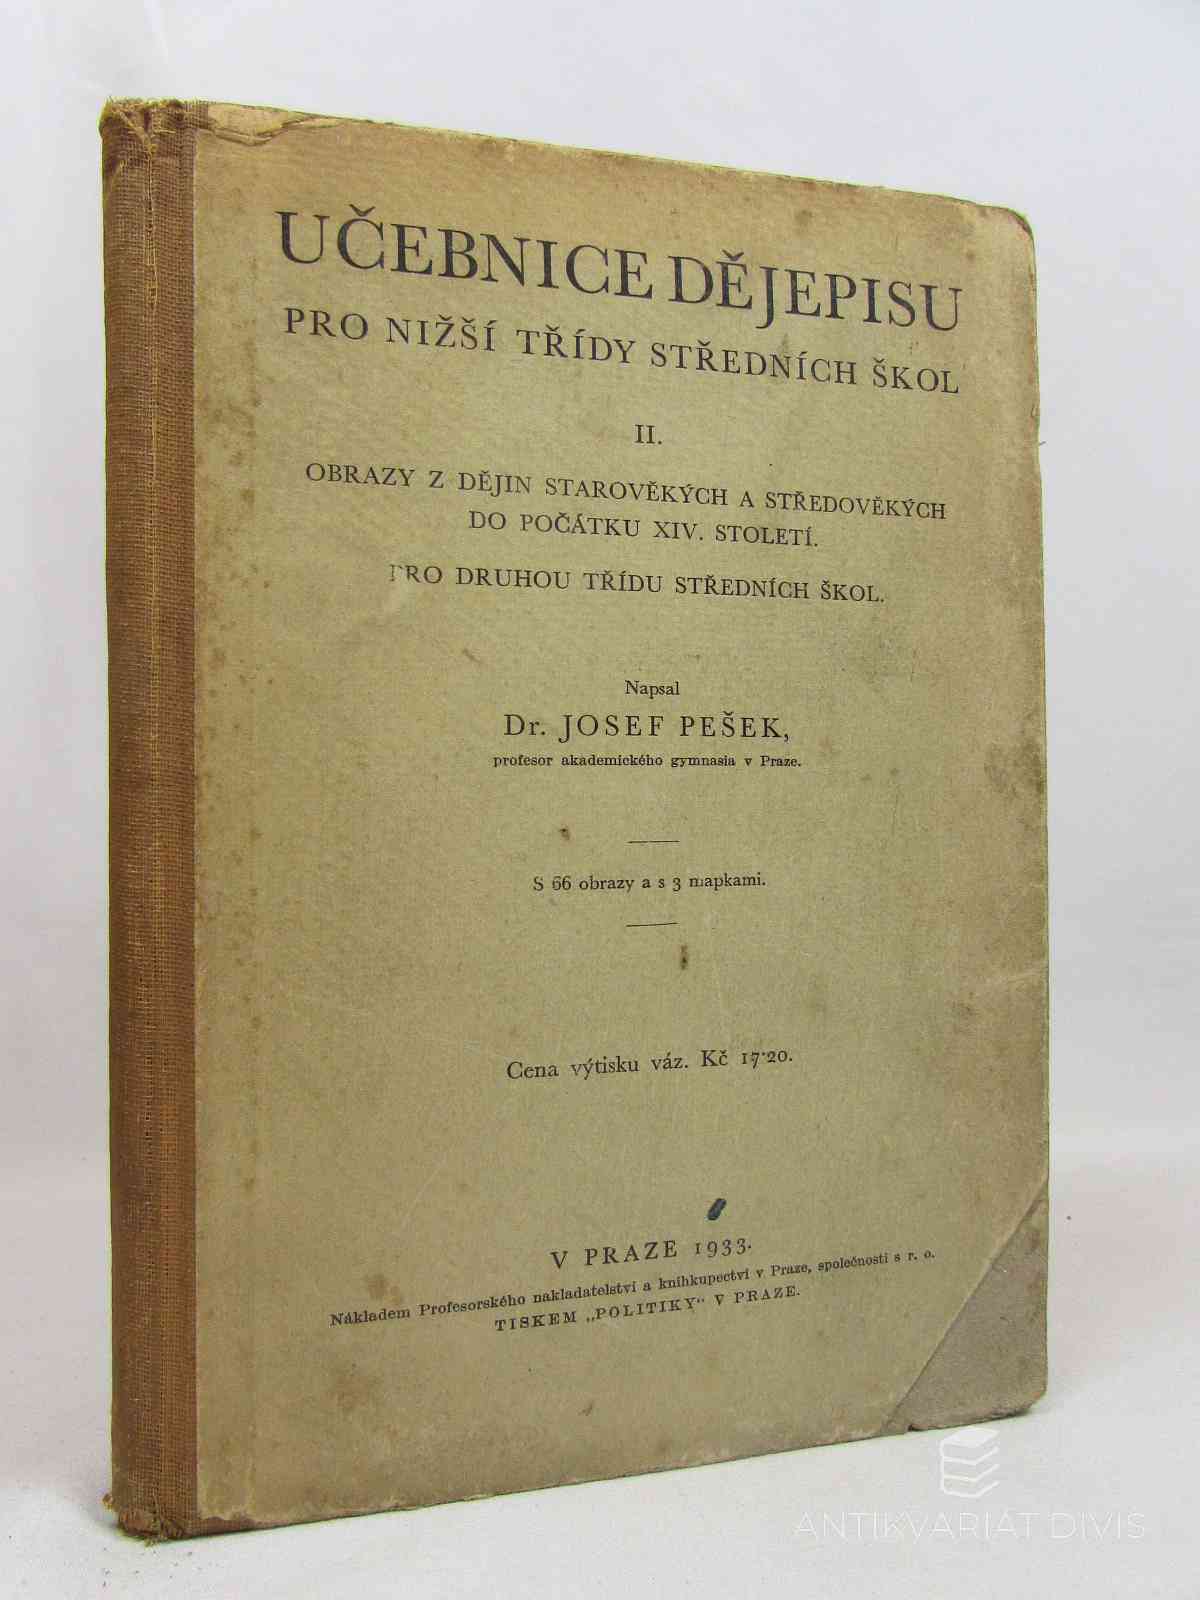 UČEBNICE DĚJEPISU
PRO NIŽŠÍ TŘÍDY STŘEDNÍCH ŠKOL
II.
OBRAZY Z DĚJIN STAROVĚKÝCH A STŘEDOVĚKÝCH
DO POČÁTKU XIV. STOLETÍ.
PRO DRUHOU TŘÍDU STŘEDNÍCH ŠKOL.
Napsal
Dr. JOSEF PEŠEK,
profesor akademického gymnasia v Praze.
S 66 obrazy a s 3 mapkami.
Cena výtisku váz. Kč 17·20.
V PRAZE 1933.
Nákladem Profesorského nakladatelství a knihkupectví v Praze, společnosti s r. o.
TISKEM „POLITIKY“ V PRAZE.
ANTIKVARIÁT DIVIŠ